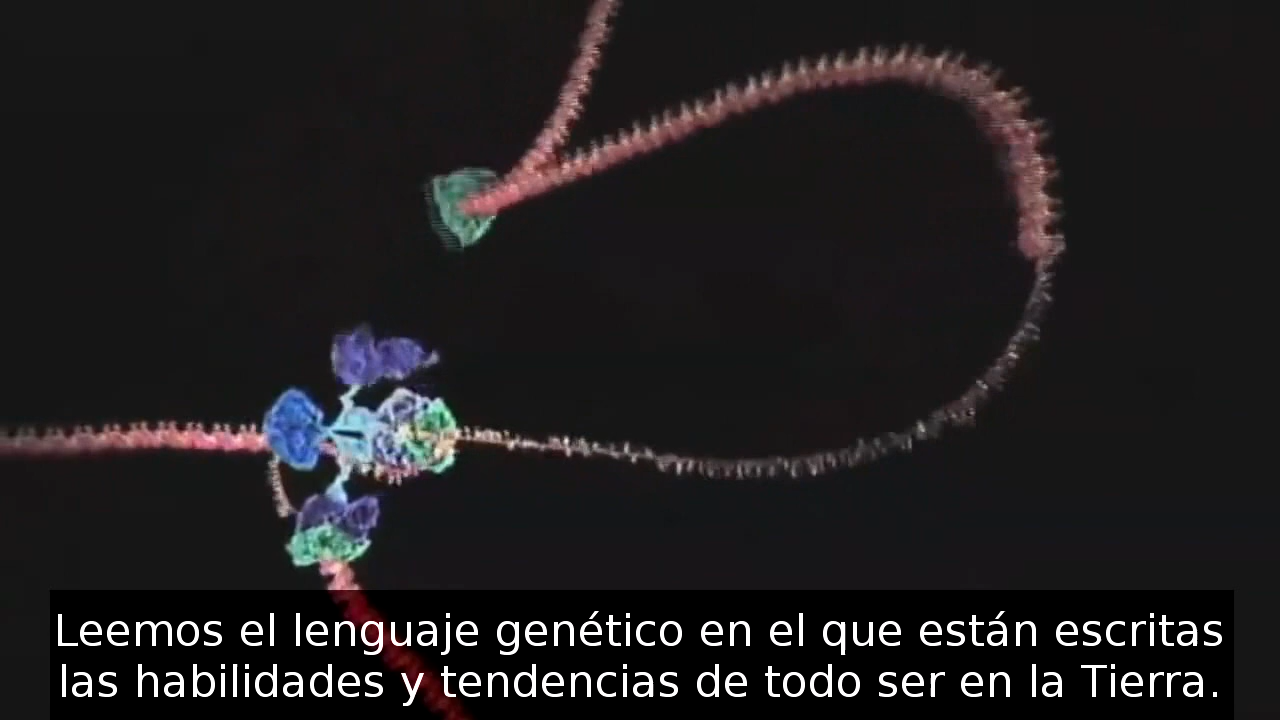 Leemos el lenguaje genético en el que están escritas
las habilidades y tendencias de todo ser en la Tierra.